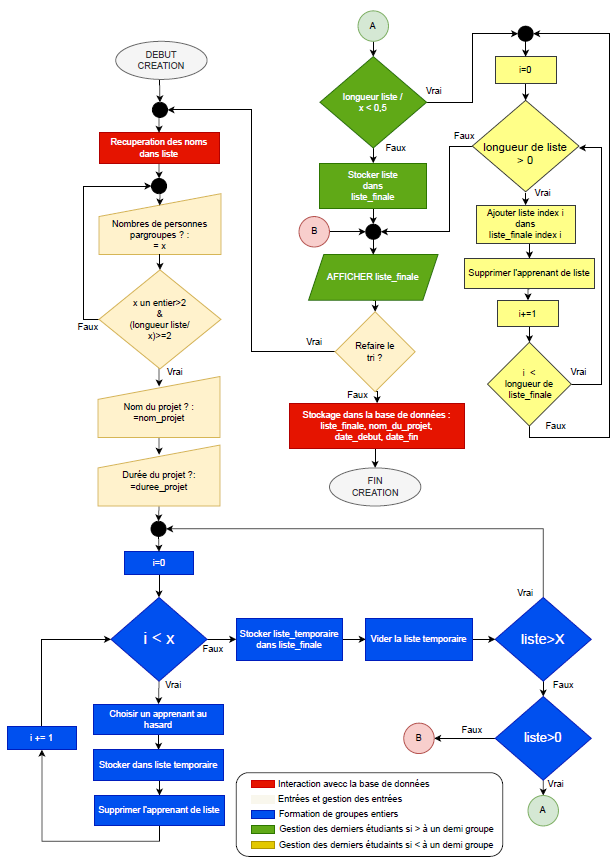 DEBUT
CREATION
Recuperation des noms
dans liste
Nombres de personnes
pargroupes ? :
= x
x un entier>2
&
(longueur liste/
x)>=2
Faux
Vrai
Nom du projet ? :
=nom_projet
Durée du projet ?:
=duree_projet
A
longueur liste /
x < 0,5
Vrai
Faux
Stocker liste
dans
liste_finale
B
AFFICHER liste_finale
Refaire le
tri ?
Vrai
Faux
Stockage dans la base de données :
liste_finale, nom_du_projet,
date_debut, date_fin
FIN
CREATION
i=0
longueur de liste
> 0
Faux
Vrai
Ajouter liste index i
dans
liste_finale index i
Supprimer l'apprenant de liste
i+=1
i <
longueur de
liste_finale
Vrai
Faux
i=0
i < x
Faux
Vrai
Stocker liste_temporaire
dans liste_finale
Vider la liste temporaire
liste>X
Vrai
Faux
liste>0
Faux
B
Vrai
A
Choisir un apprenant au
hasard
Stocker dans liste temporaire
Supprimer l'apprenant de liste
i += 1
Interaction avecc la base de données
Entrées et gestion des entrées
Formation de groupes entiers
Gestion des derniers étudiants si > à un demi groupe
Gestion des derniers étudiants si < à un demi groupe